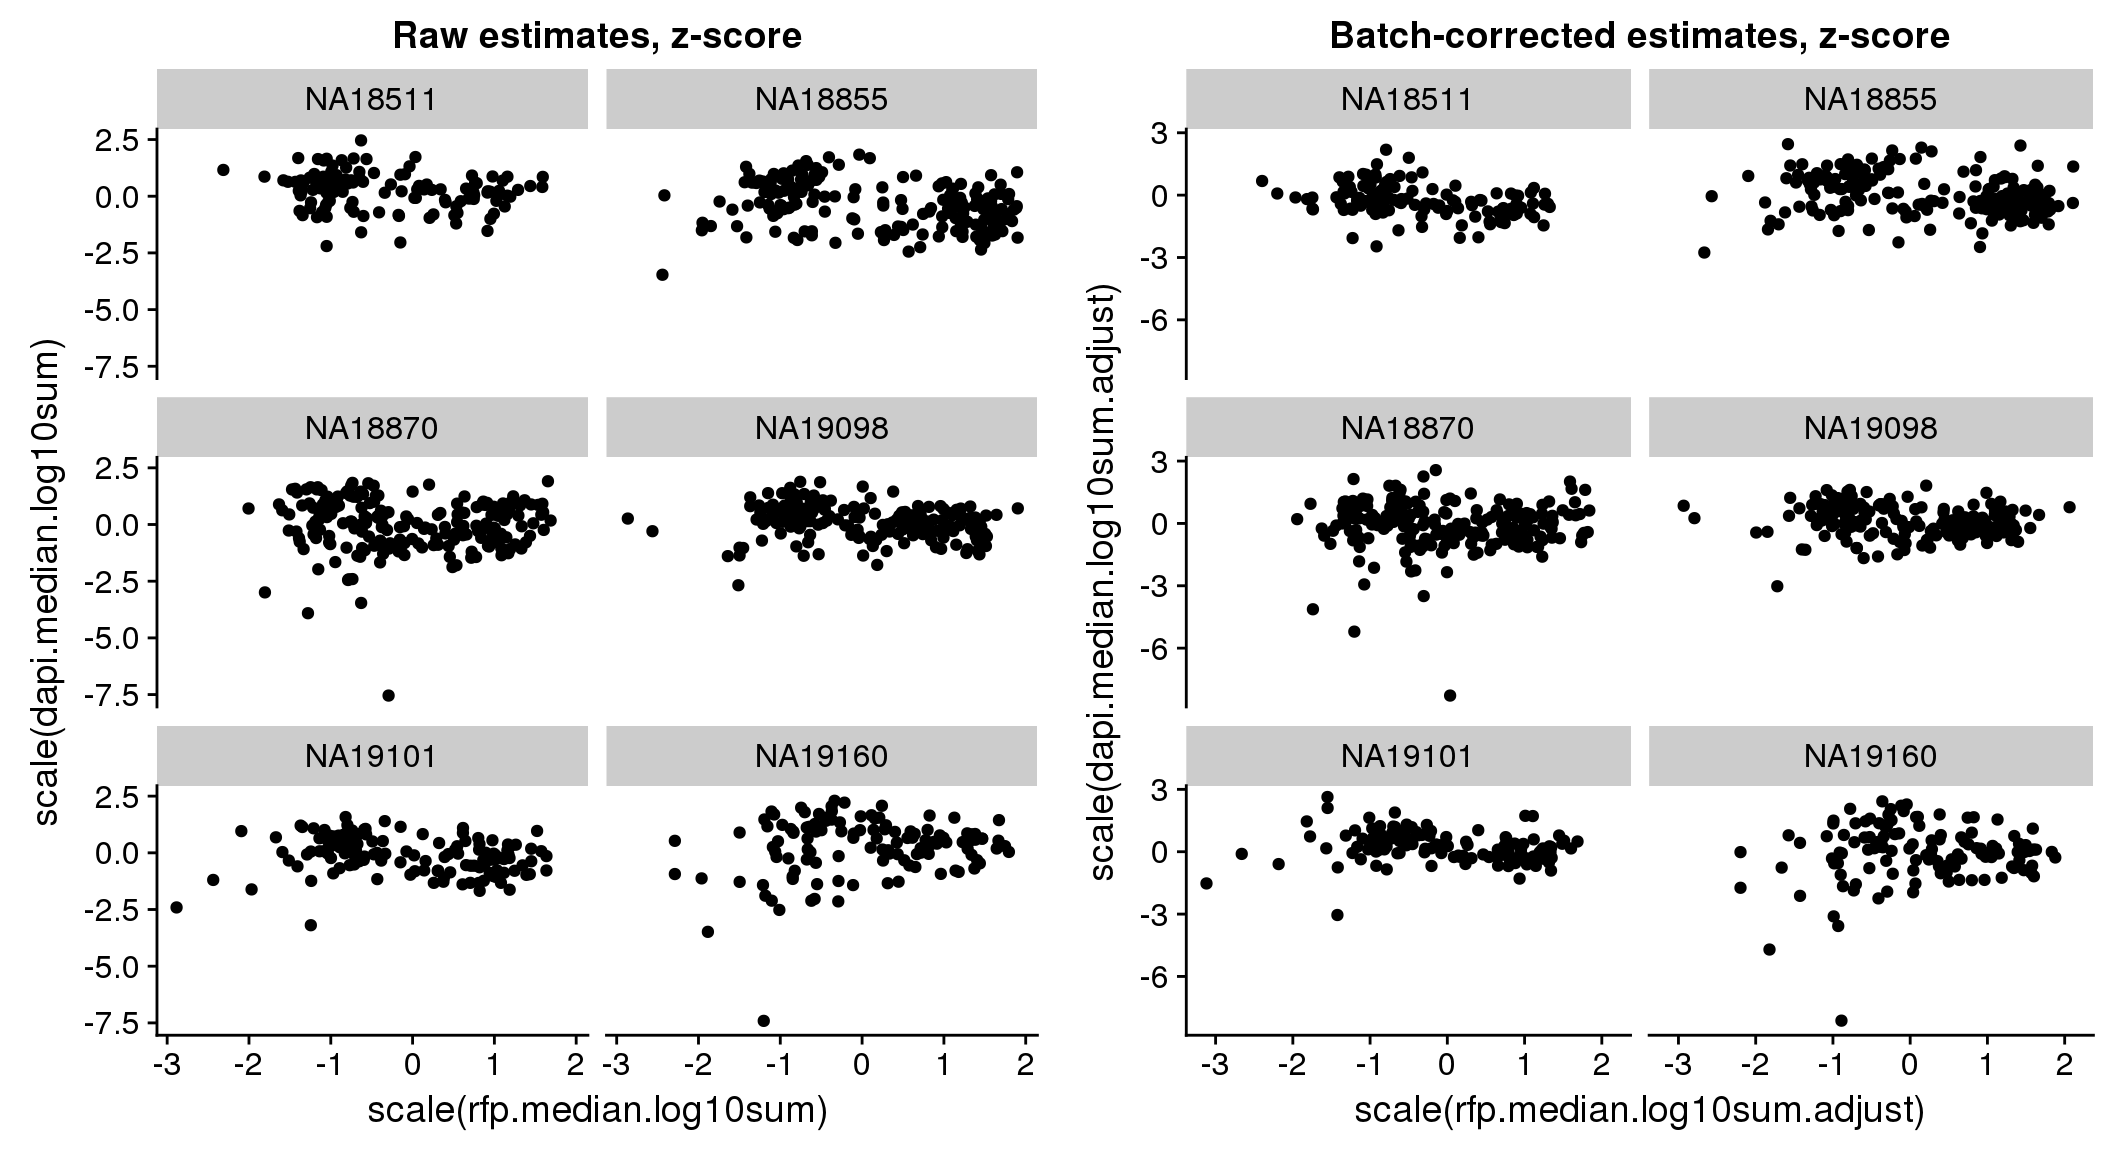 Raw estimates, z-score
NA18511 NA18855
2.5
0.0
-2.5
-5.0
-7.5
NA18870 NA19098
2.5
0.0
-2.5
-5.0
-7.5
NA19101 NA19160
2.5
0.0
-2.5
-5.0
-7.5
-3 -2 -1 0 1 2 -3 -2 -1 0 1 2
scale(dapi.median.log10sum)
scale(rfp.median.log10sum)
Batch-corrected estimates, z-score
NA18511 NA18855
3
0
-3
-6
NA18870 NA19098
3
0
-3
-6
NA19101 NA19160
3
0
-3
-6
-3 -2 -1 0 1 2 -3 -2 -1 0 1 2
scale(dapi.median.log10sum.adjust)
scale(rfp.median.log10sum.adjust)